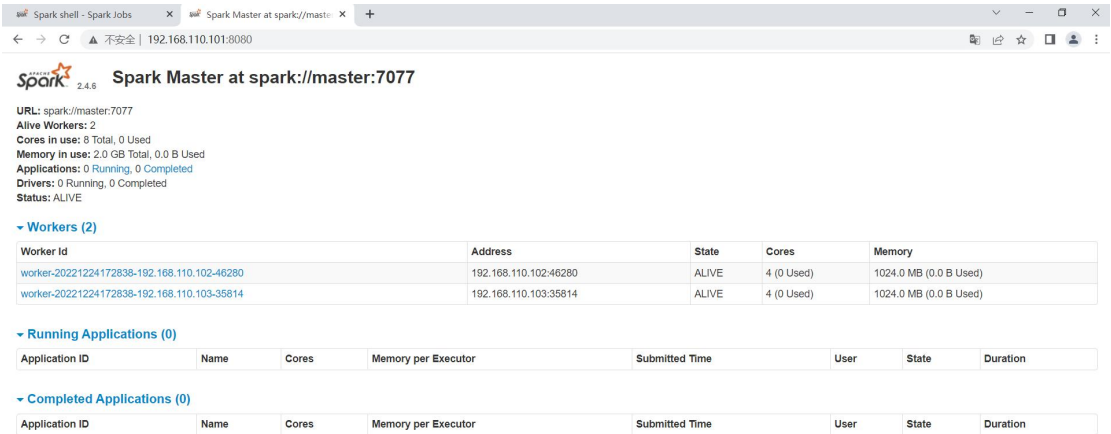 Spark shell - Spark Jobs
Spark Master at spark://maste
不安全 | 192.168.110.101:8080
APACHE Spark 2.4.6 Spark Master at spark://master:7077
URL: spark://master:7077
Alive Workers: 2
Cores in use: 8 Total, 0 Used
Memory in use: 2.0 GB Total, 0.0 B Used
Applications: 0 Running, 0 Completed
Drivers: 0 Running, 0 Completed
Status: ALIVE
Workers (2)
Worker Id Address State Cores Memory
worker-20221224172838-192.168.110.102-46280 192.168.110.102:46280 ALIVE 4 (0 Used) 1024.0 MB (0.0 B Used)
worker-20221224172838-192.168.110.103-35814 192.168.110.103:35814 ALIVE 4 (0 Used) 1024.0 MB (0.0 B Used)
Running Applications (0)
Application ID Name Cores Memory per Executor Submitted Time User State Duration
Completed Applications (0)
Application ID Name Cores Memory per Executor Submitted Time User State Duration